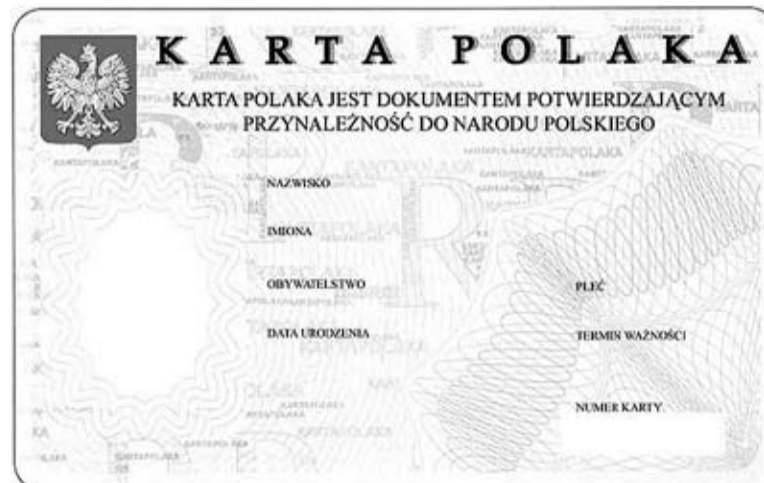 KARTA POLAKA
KARTA POLAKA JEST DOKUMENTEM POTWIERDZAJĄCYM
PRZYNALEŻNOŚĆ DO NARODU POLSKIEGO
NAZWISKO
IMIONA
OBYWATELSTWO
PŁEĆ
DATA URODZENIA
TERMIN WAŻNOŚCI
NUMER KARTY